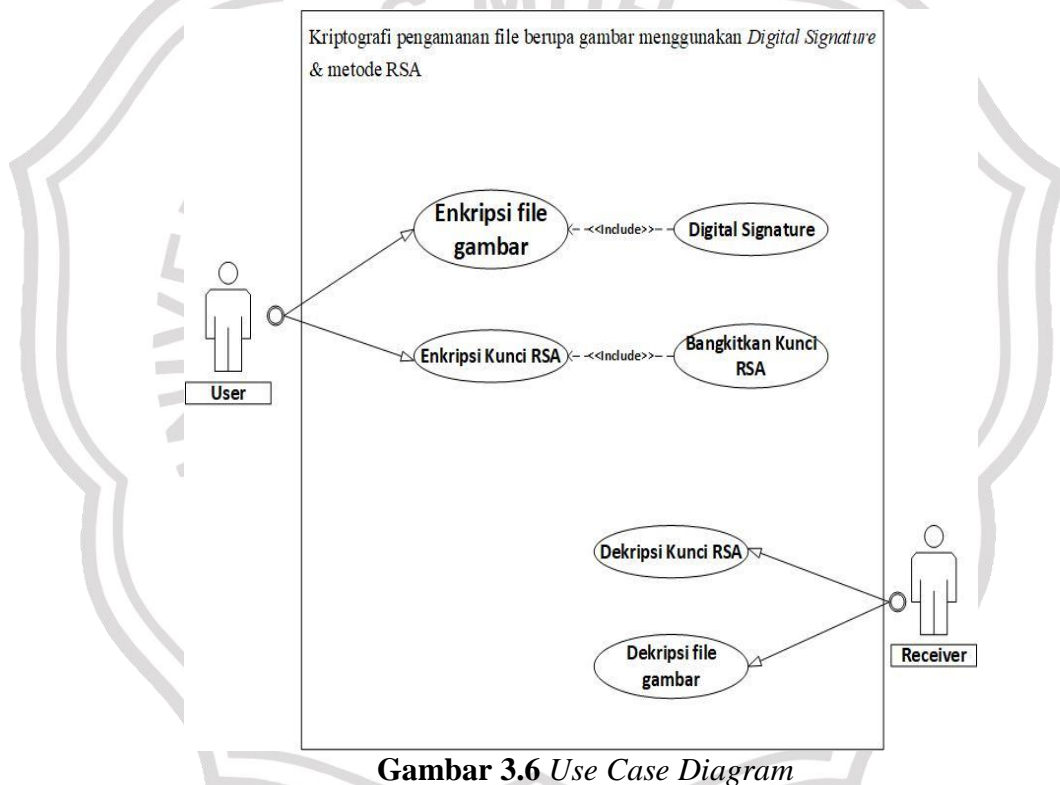 Kriptografi pengamanan file berupa gambar menggunakan Digital Signature
& metode RSA
Enkripsi file
gambar
<<Include>>
Digital Signature
Enkripsi Kunci RSA
<<Include>>
Bangkitkan Kunci
RSA
User
Dekripsi Kunci RSA
Dekripsi file
gambar
Receiver
Gambar 3.6 Use Case Diagram